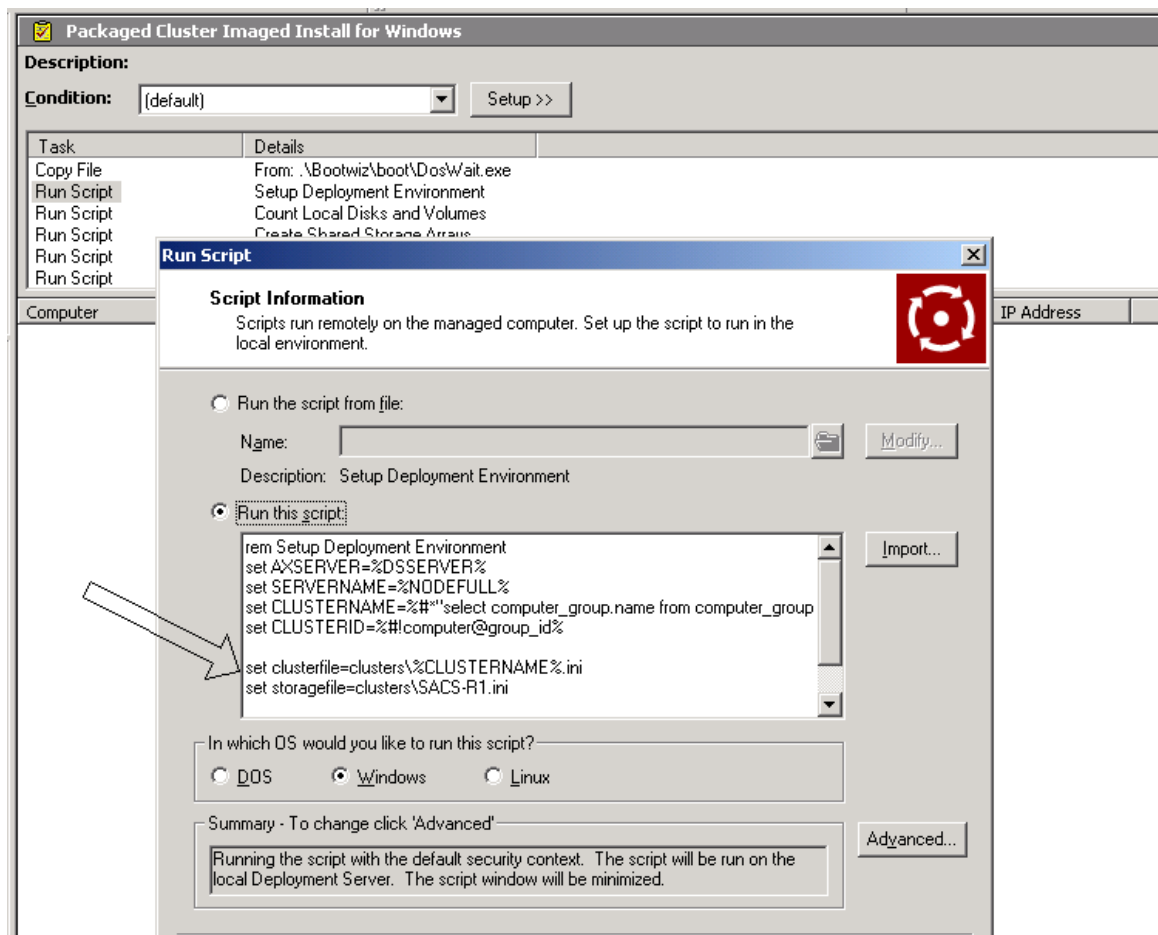 Packaged Cluster Imaged Install for Windows
Description:
Condition: (default) Setup >>
Task Details
Copy File From: .\Bootwiz\boot\DosWait.exe
Run Script Setup Deployment Environment
Run Script Count Local Disks and Volumes
Run Script Create Shared Storage Arrays
Run Script
Run Script
Computer IP Address
Run Script
Script Information
Scripts run remotely on the managed computer. Set up the script to run in the
local environment.
Run the script from file:
Name: Modify...
Description: Setup Deployment Environment
Run this script:
Import...
rem Setup Deployment Environment
set AXSERVER=%DSSERVER%
set SERVERNAME=%NODEFULL%
set CLUSTERNAME=%#*"select computer_group.name from computer_group
set CLUSTERID=%#!computer@group_id%
set clusterfile=clusters\%CLUSTERNAME%.ini
set storagefile=clusters\SACS-R1.ini
In which OS would you like to run this script?
DOS Windows Linux
Summary - To change click 'Advanced'
Advanced...
Running the script with the default security context. The script will be run on the
local Deployment Server. The script window will be minimized.